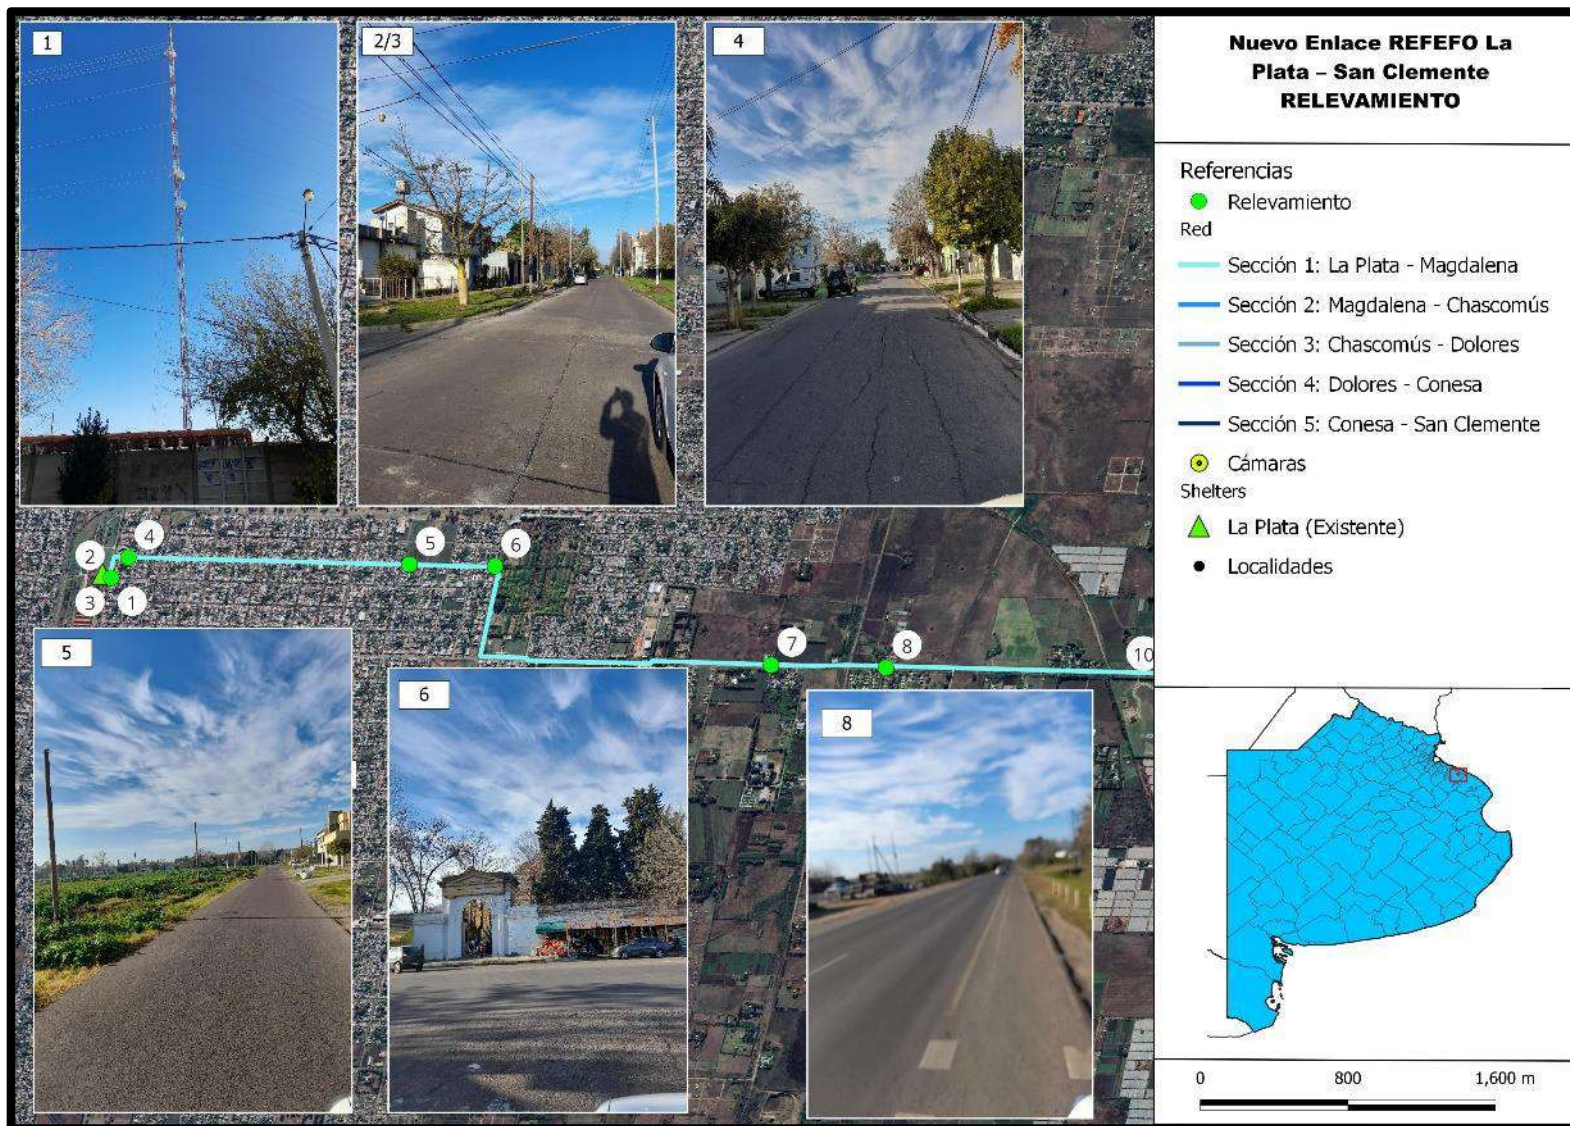 1
2/3
4
Nuevo Enlace REFEFO La
Plata – San Clemente
RELEVAMIENTO
Referencias
Relevamiento
Red
Sección 1: La Plata - Magdalena
Sección 2: Magdalena - Chascomús
Sección 3: Chascomús - Dolores
Sección 4: Dolores - Conesa
Sección 5: Conesa - San Clemente
Cámaras
Shelters
La Plata (Existente)
Localidades
2
4
5
6
3
1
7
8
10
5
6
8
0 800 1,600 m